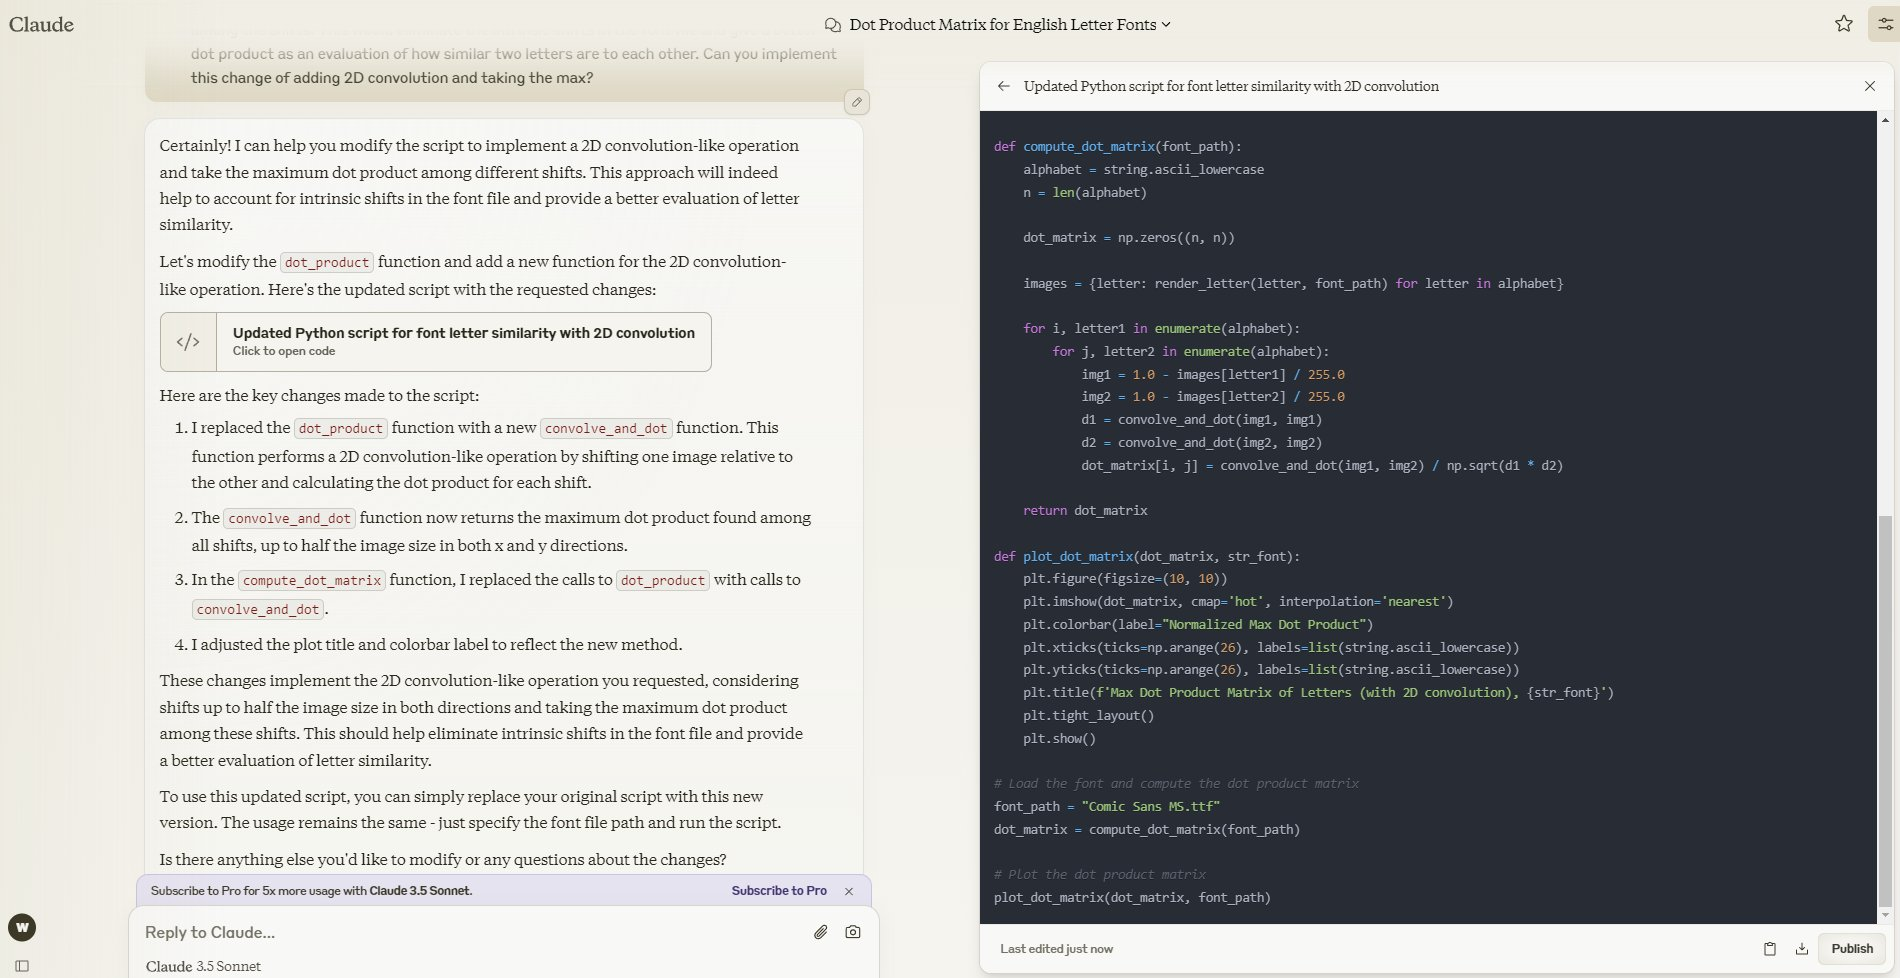 Claude
Dot Product Matrix for English Letter Fonts
dot product as an evaluation of how similar two letters are to each other. Can you implement
this change of adding 2D convolution and taking the max?
Certainly! I can help you modify the script to implement a 2D convolution-like operation
and take the maximum dot product among different shifts. This approach will indeed
help to account for intrinsic shifts in the font file and provide a better evaluation of letter
similarity.
Let's modify the dot_product function and add a new function for the 2D convolution-
like operation. Here's the updated script with the requested changes:
</>
Updated Python script for font letter similarity with 2D convolution
Click to open code
Here are the key changes made to the script:
1. I replaced the dot_product function with a new convolve_and_dot function. This
function performs a 2D convolution-like operation by shifting one image relative to
the other and calculating the dot product for each shift.
2. The convolve_and_dot function now returns the maximum dot product found among
all shifts, up to half the image size in both x and y directions.
3. In the compute_dot_matrix function, I replaced the calls to dot_product with calls to
convolve_and_dot.
4. I adjusted the plot title and colorbar label to reflect the new method.
These changes implement the 2D convolution-like operation you requested, considering
shifts up to half the image size in both directions and taking the maximum dot product
among these shifts. This should help eliminate intrinsic shifts in the font file and provide
a better evaluation of letter similarity.
To use this updated script, you can simply replace your original script with this new
version. The usage remains the same - just specify the font file path and run the script.
Is there anything else you'd like to modify or any questions about the changes?
Subscribe to Pro for 5x more usage with Claude 3.5 Sonnet.
Subscribe to Pro
W
Reply to Claude...
Claude 3.5 Sonnet
Updated Python script for font letter similarity with 2D convolution
def compute_dot_matrix(font_path):
    alphabet = string.ascii_lowercase
    n = len(alphabet)
    dot_matrix = np.zeros((n, n))
    images = {letter: render_letter(letter, font_path) for letter in alphabet}
    for i, letter1 in enumerate(alphabet):
        for j, letter2 in enumerate(alphabet):
            img1 = 1.0 - images[letter1] / 255.0
            img2 = 1.0 - images[letter2] / 255.0
            d1 = convolve_and_dot(img1, img1)
            d2 = convolve_and_dot(img2, img2)
            dot_matrix[i, j] = convolve_and_dot(img1, img2) / np.sqrt(d1 * d2)
    return dot_matrix
def plot_dot_matrix(dot_matrix, str_font):
    plt.figure(figsize=(10, 10))
    plt.imshow(dot_matrix, cmap='hot', interpolation='nearest')
    plt.colorbar(label="Normalized Max Dot Product")
    plt.xticks(ticks=np.arange(26), labels=list(string.ascii_lowercase))
    plt.yticks(ticks=np.arange(26), labels=list(string.ascii_lowercase))
    plt.title(f'Max Dot Product Matrix of Letters (with 2D convolution), {str_font}')
    plt.tight_layout()
    plt.show()
# Load the font and compute the dot product matrix
font_path = "Comic Sans MS.ttf"
dot_matrix = compute_dot_matrix(font_path)
# Plot the dot product matrix
plot_dot_matrix(dot_matrix, font_path)
Last edited just now
Publish